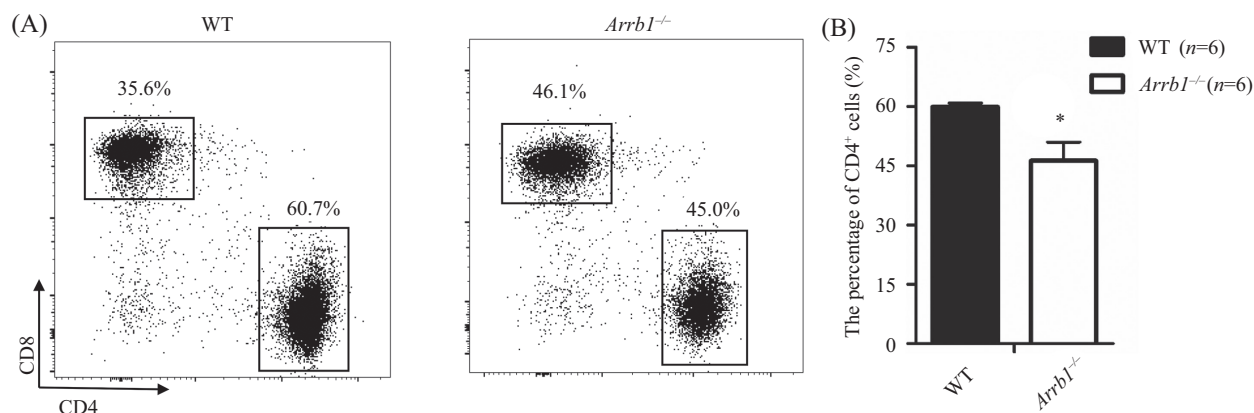 (A)
WT
Arrb1⁻/⁻
35.6%
60.7%
46.1%
45.0%
CD8
CD4
(B)
WT (n=6)
Arrb1⁻/⁻(n=6)
The percentage of CD4⁺ cells (%)
75
60
45
30
15
0
*
WT
Arrb1⁻/⁻